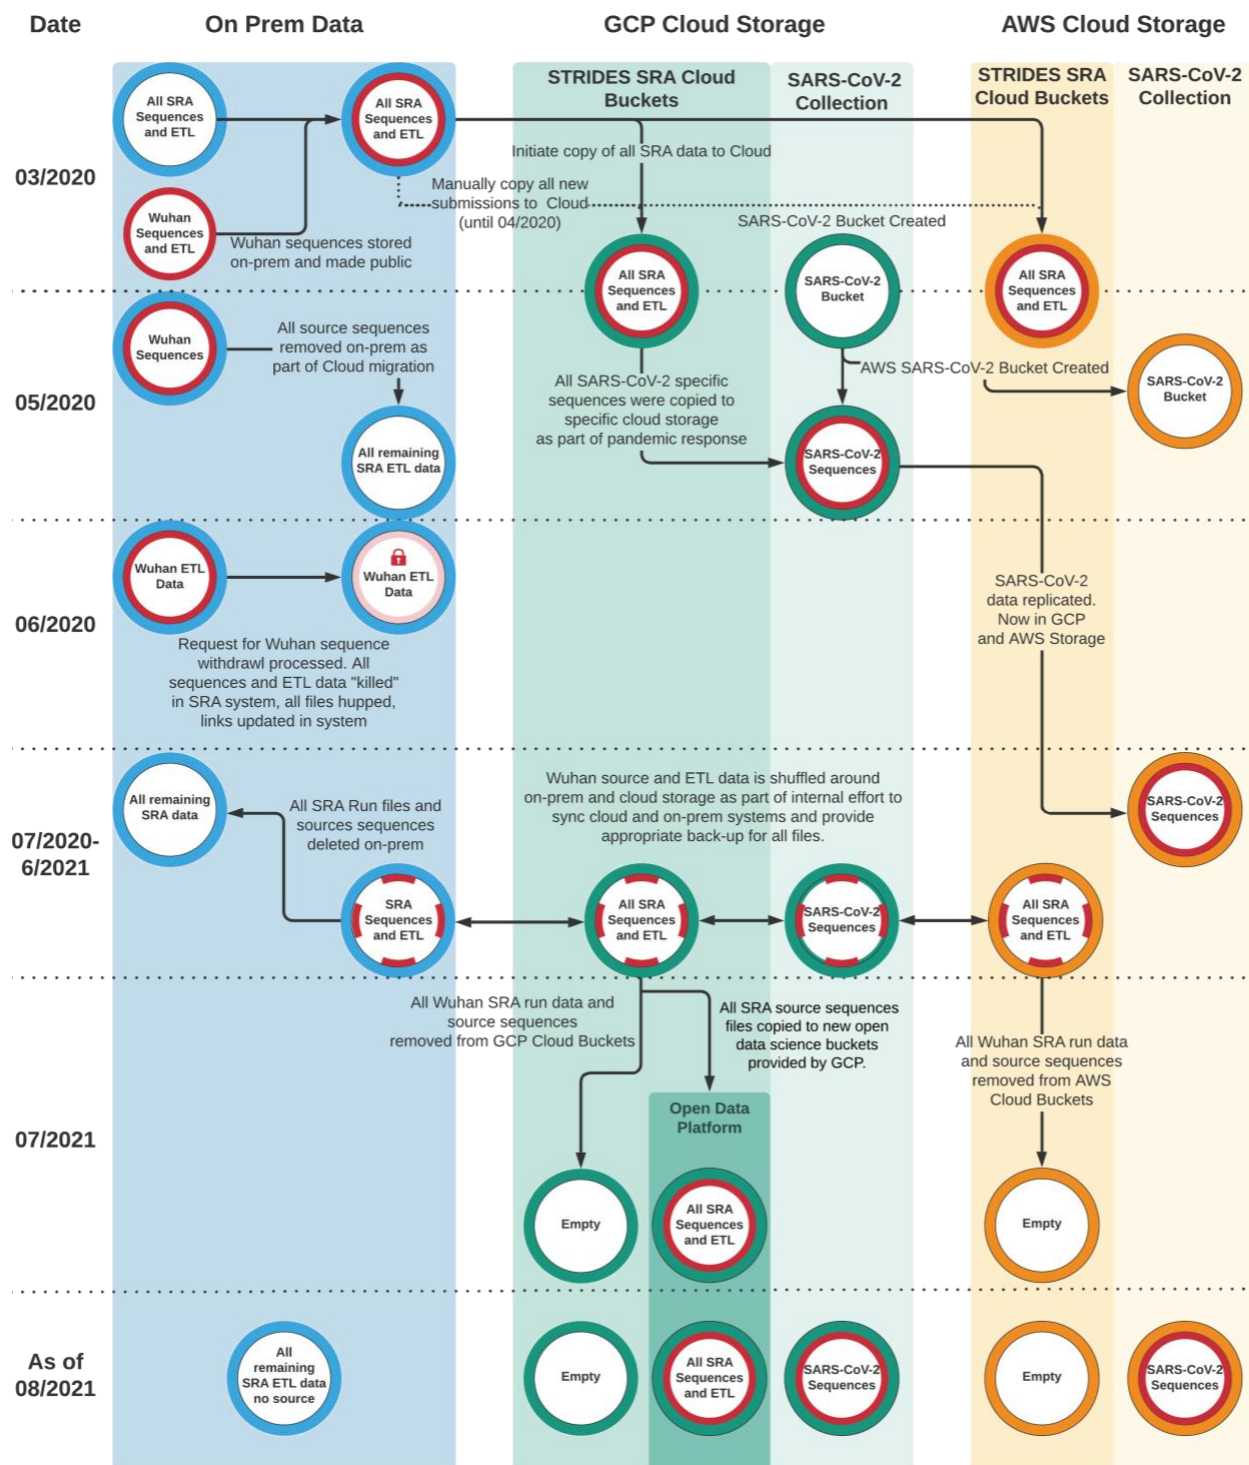 Date
On Prem Data
GCP Cloud Storage
AWS Cloud Storage
STRIDES SRA Cloud
Buckets
SARS-CoV-2
Collection
STRIDES SRA
Cloud Buckets
SARS-CoV-2
Collection
03/2020
All SRA
Sequences
and ETL
All SRA
Sequences
and ETL
Initiate copy of all SRA data to Cloud
Wuhan
Sequences
and ETL
Wuhan sequences stored
on-prem and made public
Manually copy all new
submissions to Cloud
(until 04/2020)
SARS-CoV-2 Bucket Created
All SRA
Sequences
and ETL
SARS-CoV-2
Bucket
All SRA
Sequences
and ETL
05/2020
Wuhan
Sequences
All source sequences
removed on-prem as
part of Cloud migration
All remaining
SRA ETL data
All SARS-CoV-2 specific
sequences were copied to
specific cloud storage
as part of pandemic response
AWS SARS-CoV-2 Bucket Created
SARS-CoV-2
Bucket
SARS-CoV-2
Sequences
06/2020
Wuhan ETL
Data
Wuhan ETL
Data
Request for Wuhan sequence
withdrawl processed. All
sequences and ETL data "killed"
in SRA system, all files hupped,
links updated in system
SARS-CoV-2
data replicated.
Now in GCP
and AWS Storage
07/2020-
6/2021
All remaining
SRA data
All SRA Run files and
sources sequences
deleted on-prem
Wuhan source and ETL data is shuffled around
on-prem and cloud storage as part of internal effort to
sync cloud and on-prem systems and provide
appropriate back-up for all files.
SARS-CoV-2
Sequences
SRA
Sequences
and ETL
All SRA
Sequences
and ETL
SARS-CoV-2
Sequences
All SRA
Sequences
and ETL
07/2021
All Wuhan SRA run data and
source sequences
removed from GCP Cloud Buckets
All SRA source sequences
files copied to new open
data science buckets
provided by GCP.
All Wuhan SRA run data
and source sequences
removed from AWS
Cloud Buckets
Open Data
Platform
Empty
All SRA
Sequences
and ETL
Empty
As of
08/2021
All
remaining
SRA ETL data
no source
Empty
All SRA
Sequences
and ETL
SARS-CoV-2
Sequences
Empty
SARS-CoV-2
Sequences